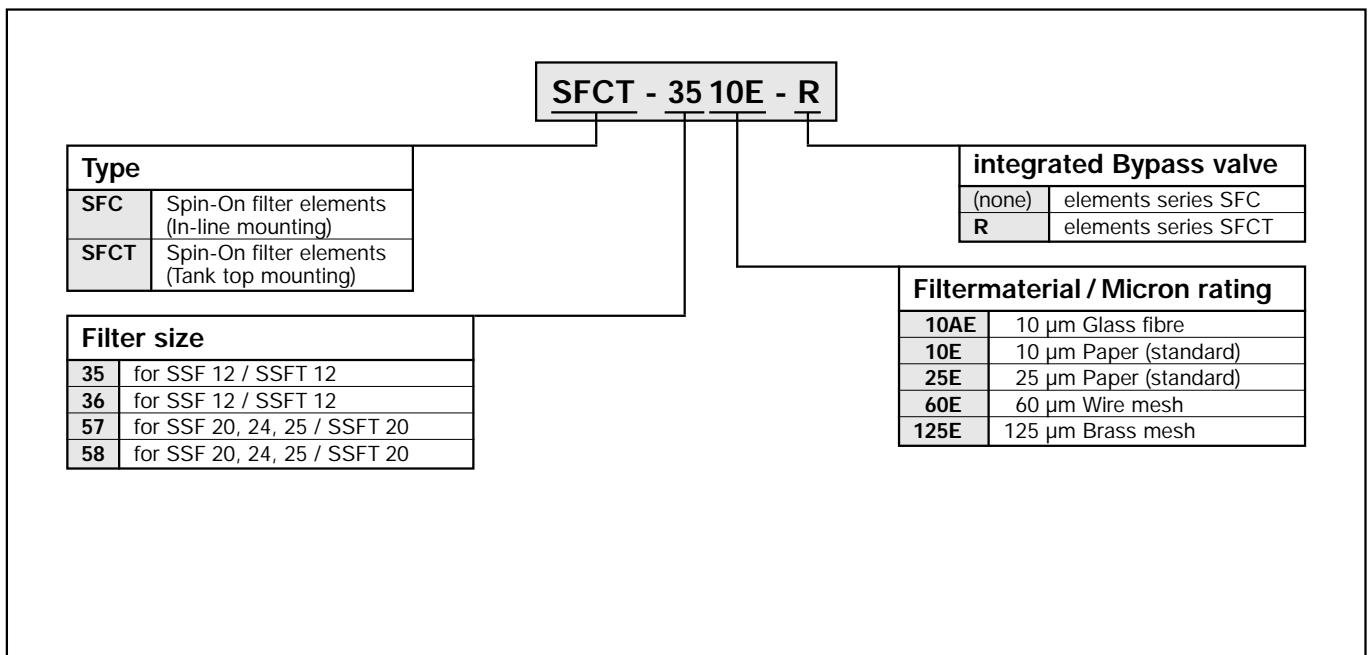 SFCT - 35 10E - R
Type
SFC Spin-On filter elements
(In-line mounting)
SFCT Spin-On filter elements
(Tank top mounting)
Filter size
35 for SSF 12 / SSFT 12
36 for SSF 12 / SSFT 12
57 for SSF 20, 24, 25 / SSFT 20
58 for SSF 20, 24, 25 / SSFT 20
integrated Bypass valve
(none) elements series SFC
R elements series SFCT
Filtermaterial / Micron rating
10AE 10 µm Glass fibre
10E 10 µm Paper (standard)
25E 25 µm Paper (standard)
60E 60 µm Wire mesh
125E 125 µm Brass mesh